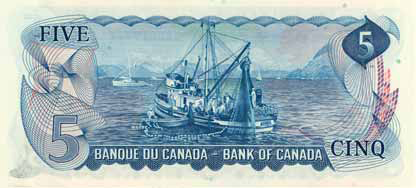 FIVE 5
5 CINQ
BANQUE DU CANADA – BANK OF CANADA